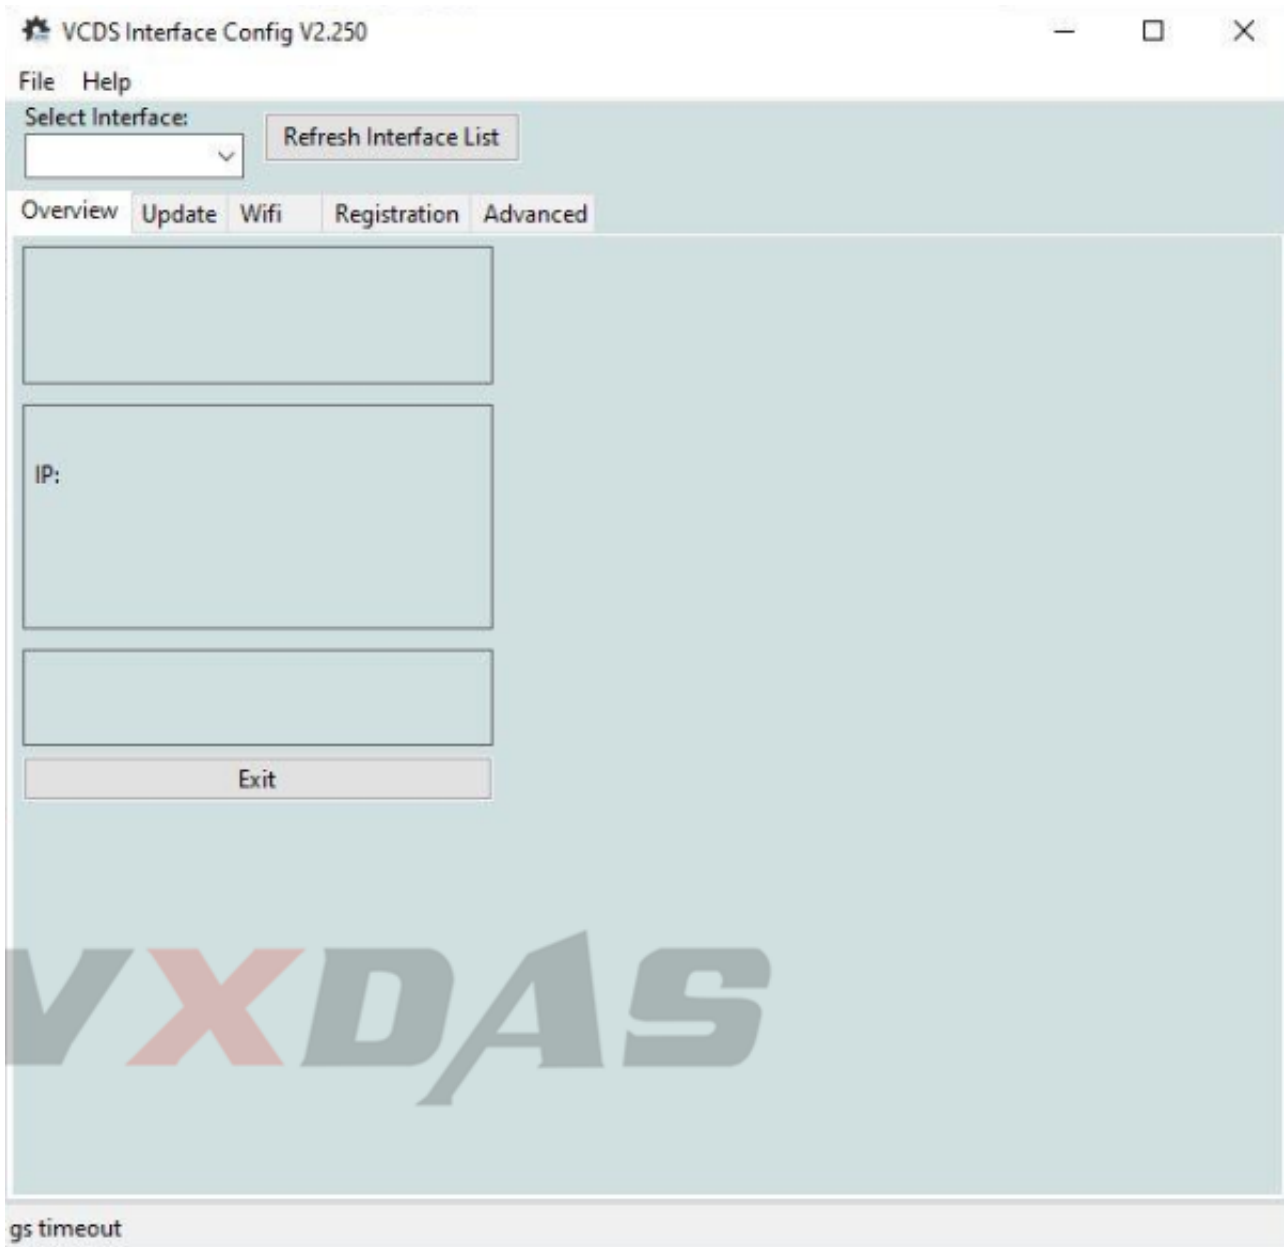 VCDS Interface Config V2.250
File Help
Select Interface:
Refresh Interface List
Overview Update Wifi Registration Advanced
IP:
Exit
VXDAS
gs timeout